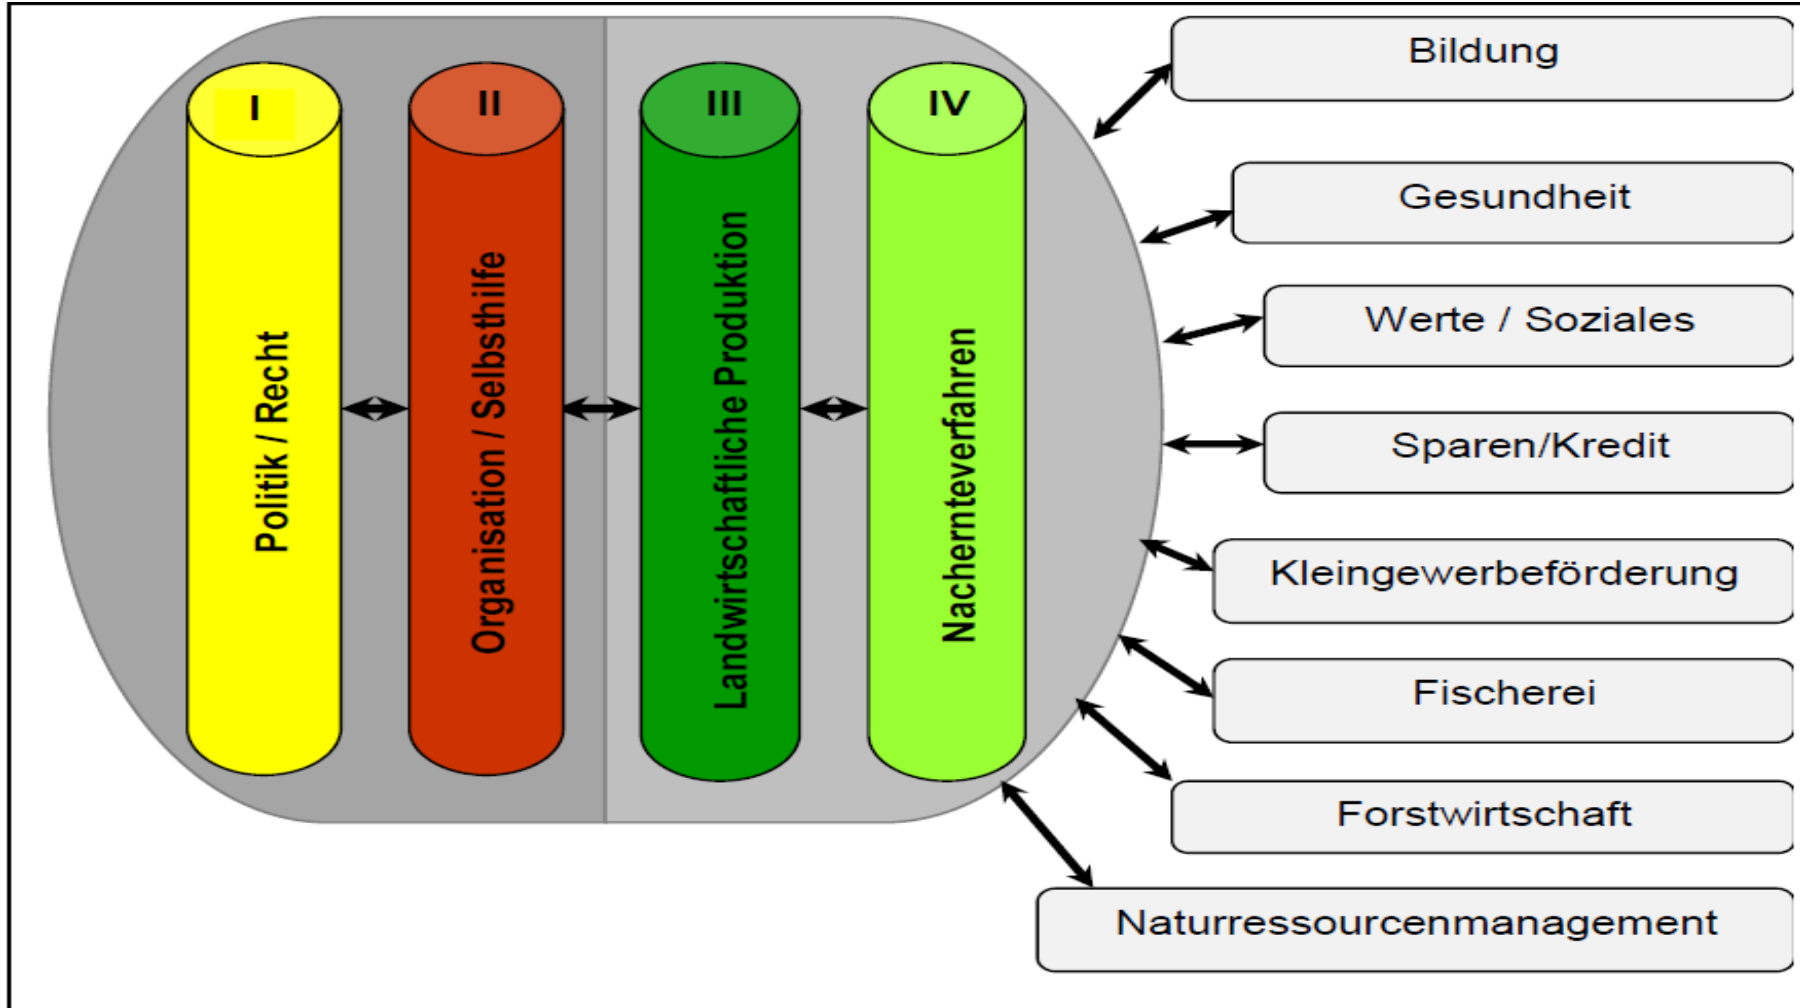 I
II
III
IV
Politik / Recht
Organisation / Selbsthilfe
Landwirtschaftliche Produktion
Nachernteverfahren
Bildung
Gesundheit
Werte / Soziales
Sparen/Kredit
Kleingewerbeförderung
Fischerei
Forstwirtschaft
Naturressourcenmanagement